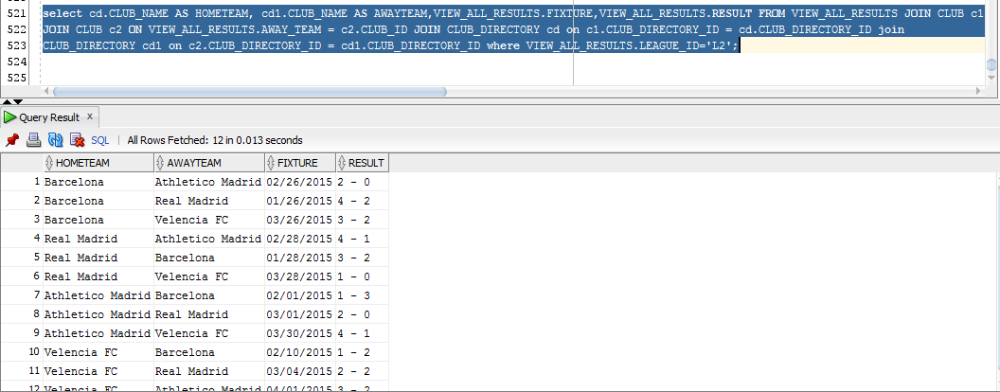 521 select cd.CLUB_NAME AS HOMETEAM, cd1.CLUB_NAME AS AWAYTEAM,VIEW_ALL_RESULTS.FIXTURE,VIEW_ALL_RESULTS.RESULT FROM VIEW_ALL_RESULTS JOIN CLUB c1
522 JOIN CLUB c2 ON VIEW_ALL_RESULTS.AWAY_TEAM = c2.CLUB_ID JOIN CLUB_DIRECTORY cd on c1.CLUB_DIRECTORY_ID = cd.CLUB_DIRECTORY_ID join
523 CLUB_DIRECTORY cd1 on c2.CLUB_DIRECTORY_ID = cd1.CLUB_DIRECTORY_ID where VIEW_ALL_RESULTS.LEAGUE_ID='L2';
524
525
Query Result x
SQL | All Rows Fetched: 12 in 0.013 seconds
HOMETEAM AWAYTEAM FIXTURE RESULT
1 Barcelona Athletico Madrid 02/26/2015 2 - 0
2 Barcelona Real Madrid 01/26/2015 4 - 2
3 Barcelona Velencia FC 03/26/2015 3 - 2
4 Real Madrid Athletico Madrid 02/28/2015 4 - 1
5 Real Madrid Barcelona 01/28/2015 3 - 2
6 Real Madrid Velencia FC 03/28/2015 1 - 0
7 Athletico Madrid Barcelona 02/01/2015 1 - 3
8 Athletico Madrid Real Madrid 03/01/2015 2 - 0
9 Athletico Madrid Velencia FC 03/30/2015 4 - 1
10 Velencia FC Barcelona 02/10/2015 1 - 2
11 Velencia FC Real Madrid 03/04/2015 2 - 2
12 Velencia FC Athletico Madrid 04/01/2015 3 - 2